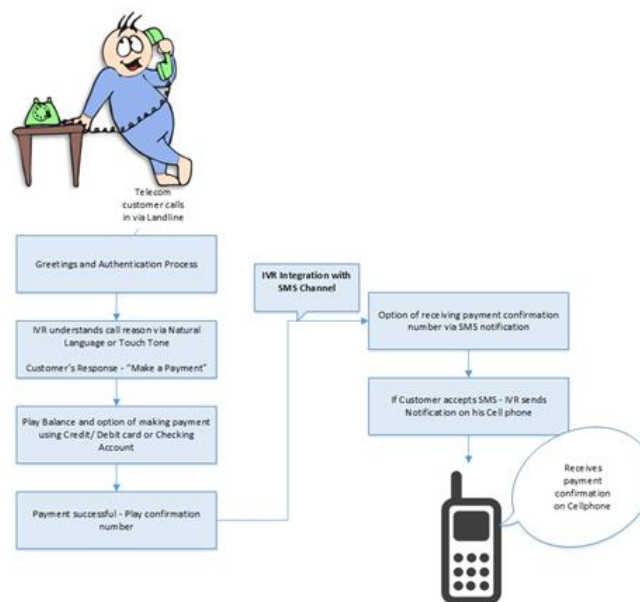 Telecom
customer calls
in via Landline
Greetings and Authentication Process
IVR understands call reason via Natural
Language or Touch Tone
Customer's Response - "Make a Payment"
Play Balance and option of making payment
using Credit/ Debit card or Checking
Account
Payment successful - Play confirmation
number
IVR Integration with
SMS Channel
Option of receiving payment confirmation
number via SMS notification
If Customer accepts SMS - IVR sends
Notification on his Cell phone
Receives
payment
confirmation
on Cellphone